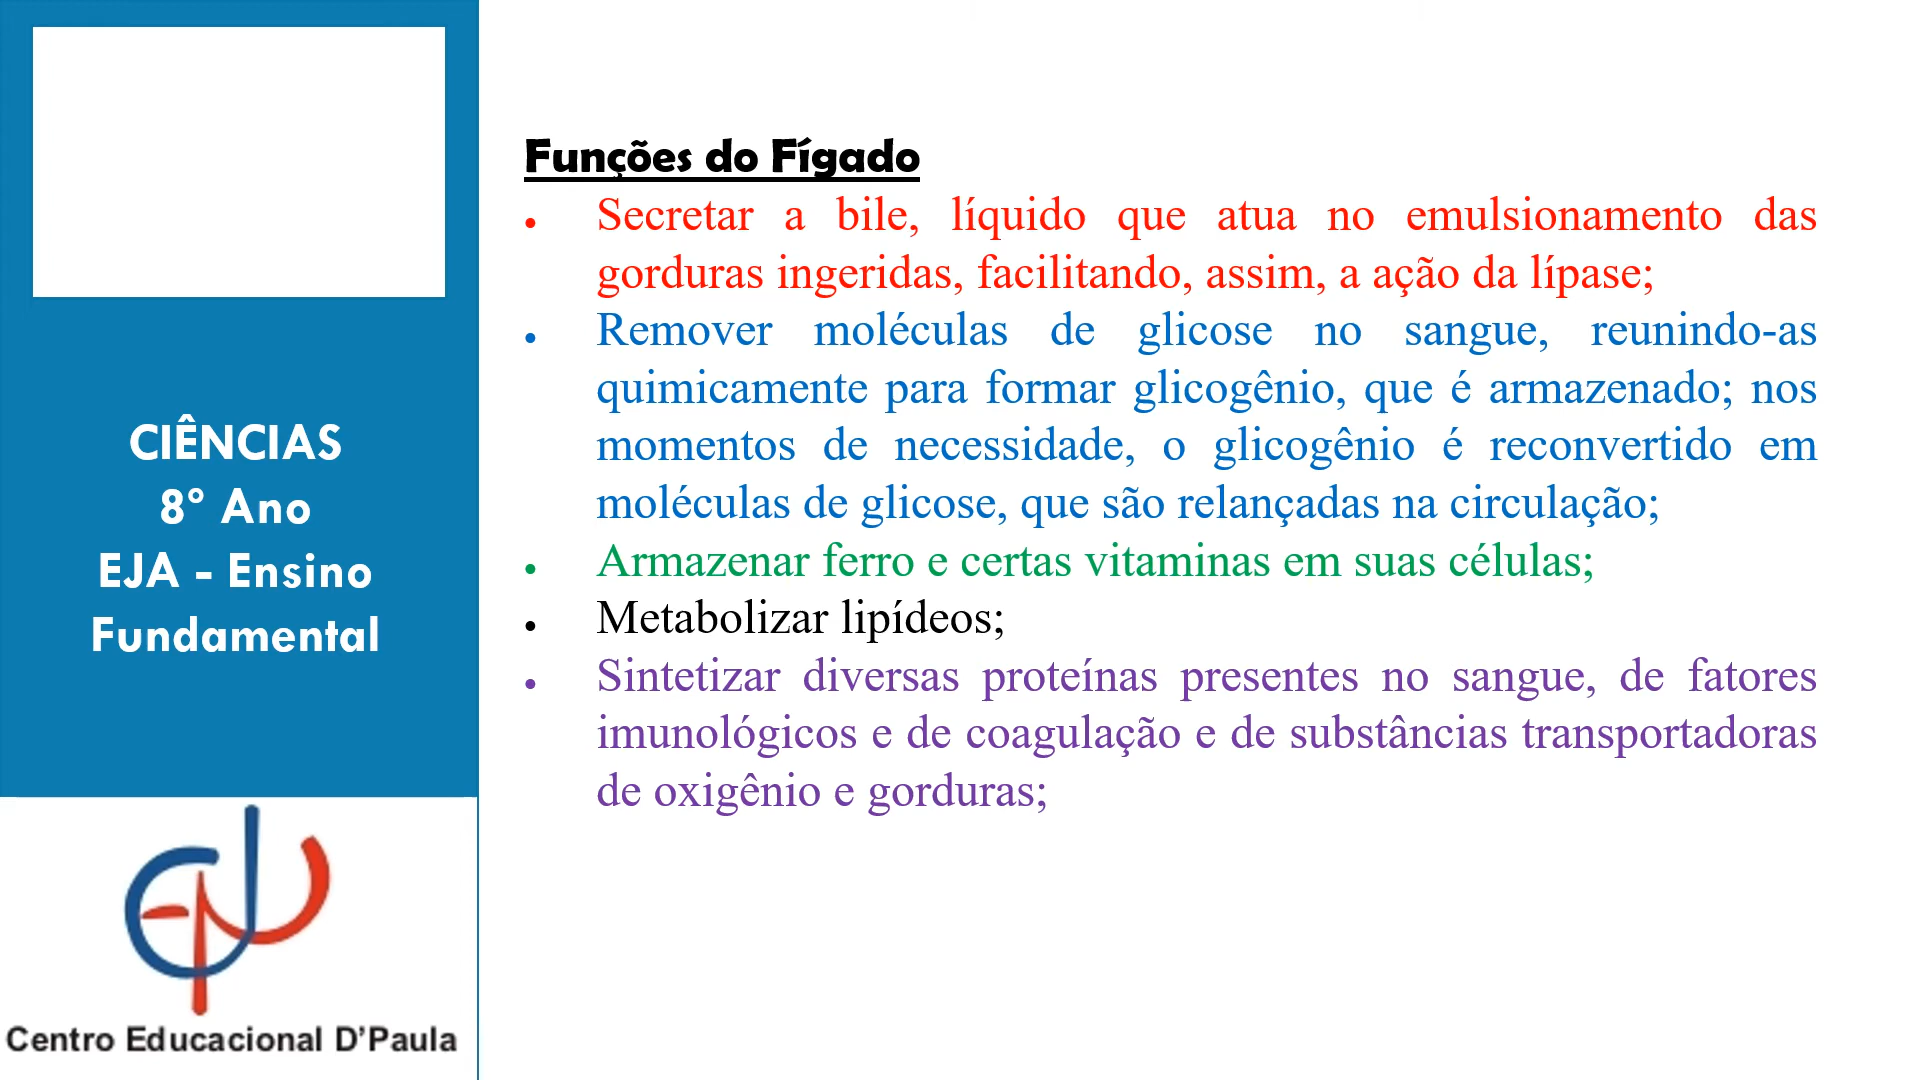 CIÊNCIAS
8° Ano
EJA - Ensino
Fundamental
Centro Educacional D’Paula
Funções do Fígado
• Secretar a bile, líquido que atua no emulsionamento das
gorduras ingeridas, facilitando, assim, a ação da lípase;
• Remover moléculas de glicose no sangue, reunindo-as
quimicamente para formar glicogênio, que é armazenado; nos
momentos de necessidade, o glicogênio é reconvertido em
moléculas de glicose, que são relançadas na circulação;
• Armazenar ferro e certas vitaminas em suas células;
• Metabolizar lipídeos;
• Sintetizar diversas proteínas presentes no sangue, de fatores
imunológicos e de coagulação e de substâncias transportadoras
de oxigênio e gorduras;